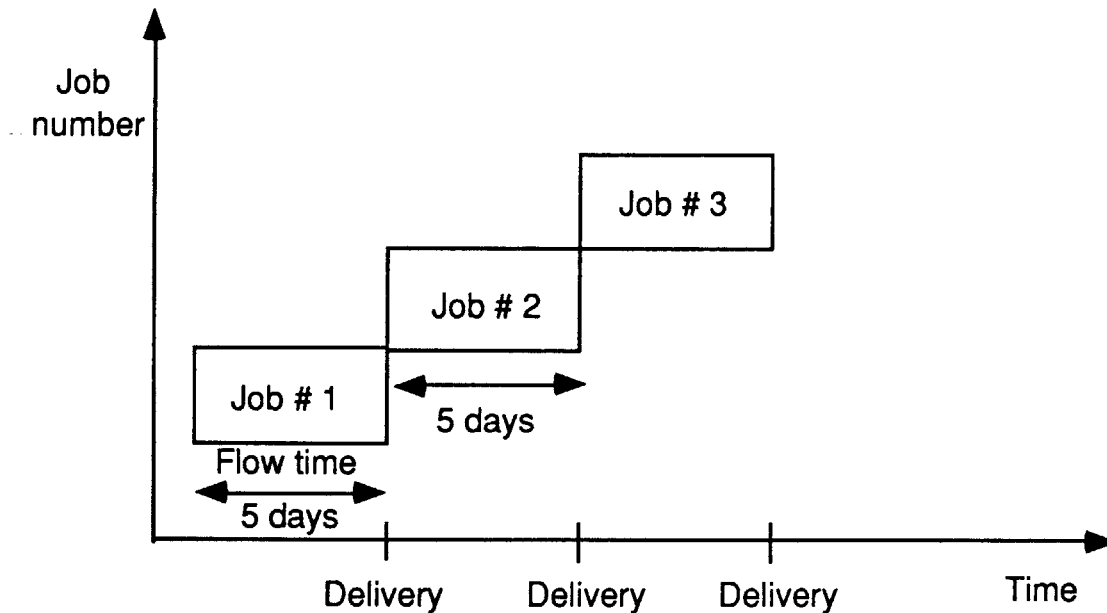 Job
number
Job # 3
Job # 2
Job # 1
5 days
Flow time
5 days
Delivery
Delivery
Delivery
Time